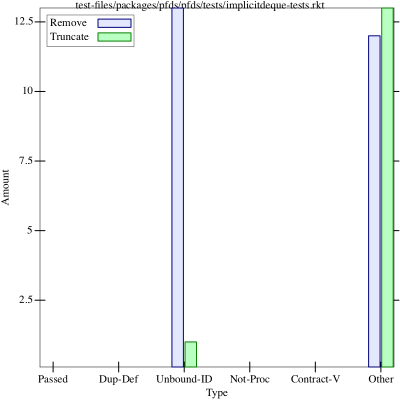 test-files/packages/pfds/pfds/tests/implicitdeque-tests.rkt
Remove
Truncate
12.5
10
7.5
5
2.5
Amount
Passed Dup-Def Unbound-ID Not-Proc Contract-V Other
Type